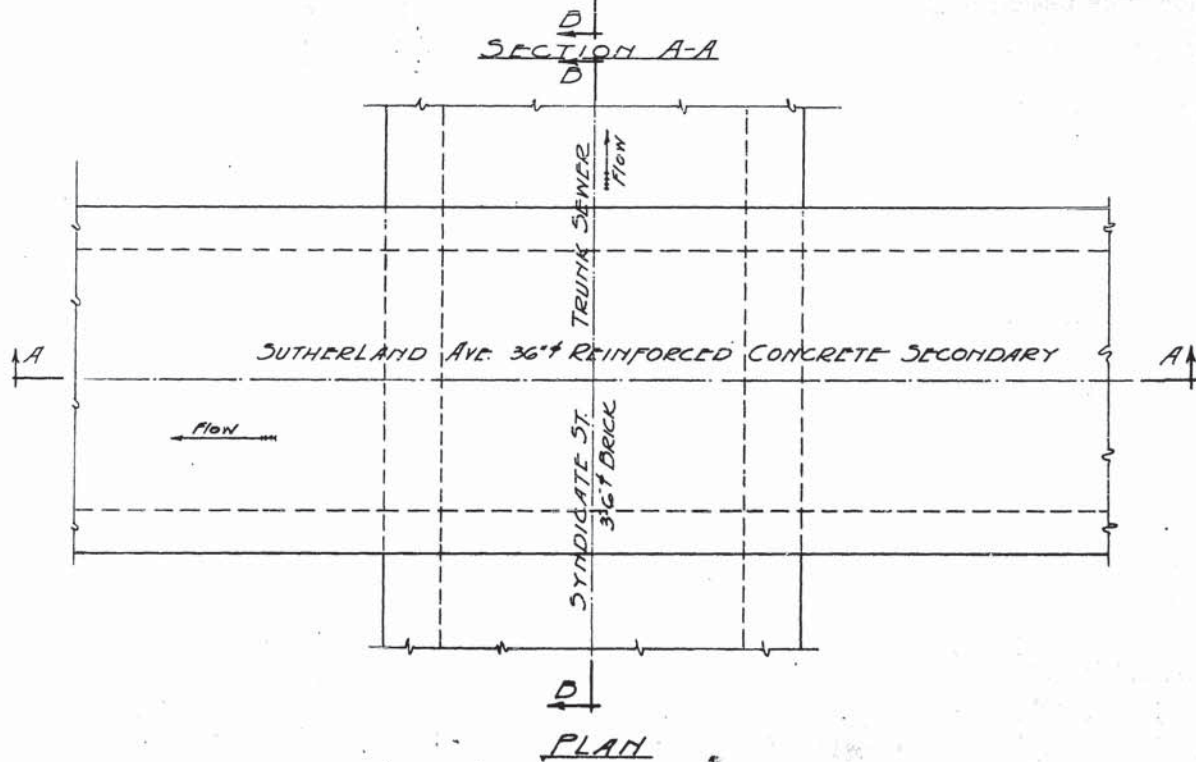 B
SECTION A-A
B
FLOW
TRUNK SEWER
A
SUTHERLAND AVE. 36"ϕ REINFORCED CONCRETE SECONDARY
A
FLOW
SYNDICATE ST.
3'6"ϕ BRICK
B
PLAN